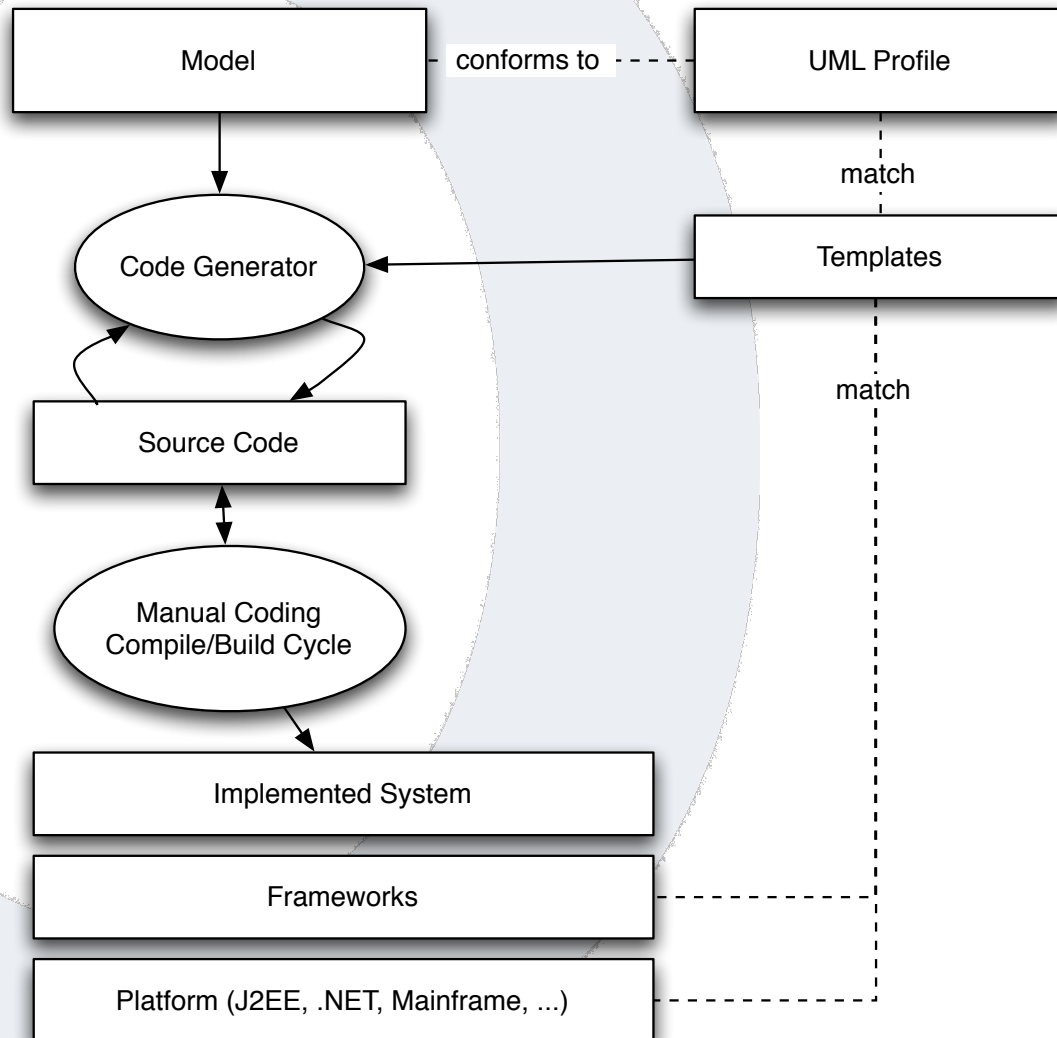 Model
conforms to
UML Profile
match
Code Generator
Templates
match
Source Code
Manual Coding
Compile/Build Cycle
Implemented System
Frameworks
Platform (J2EE, .NET, Mainframe, ...)